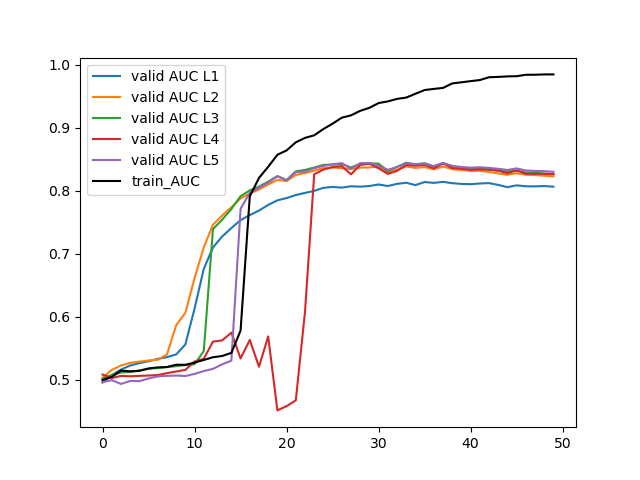 1.0
0.9
0.8
0.7
0.6
0.5
0 10 20 30 40 50
valid AUC L1
valid AUC L2
valid AUC L3
valid AUC L4
valid AUC L5
train_AUC